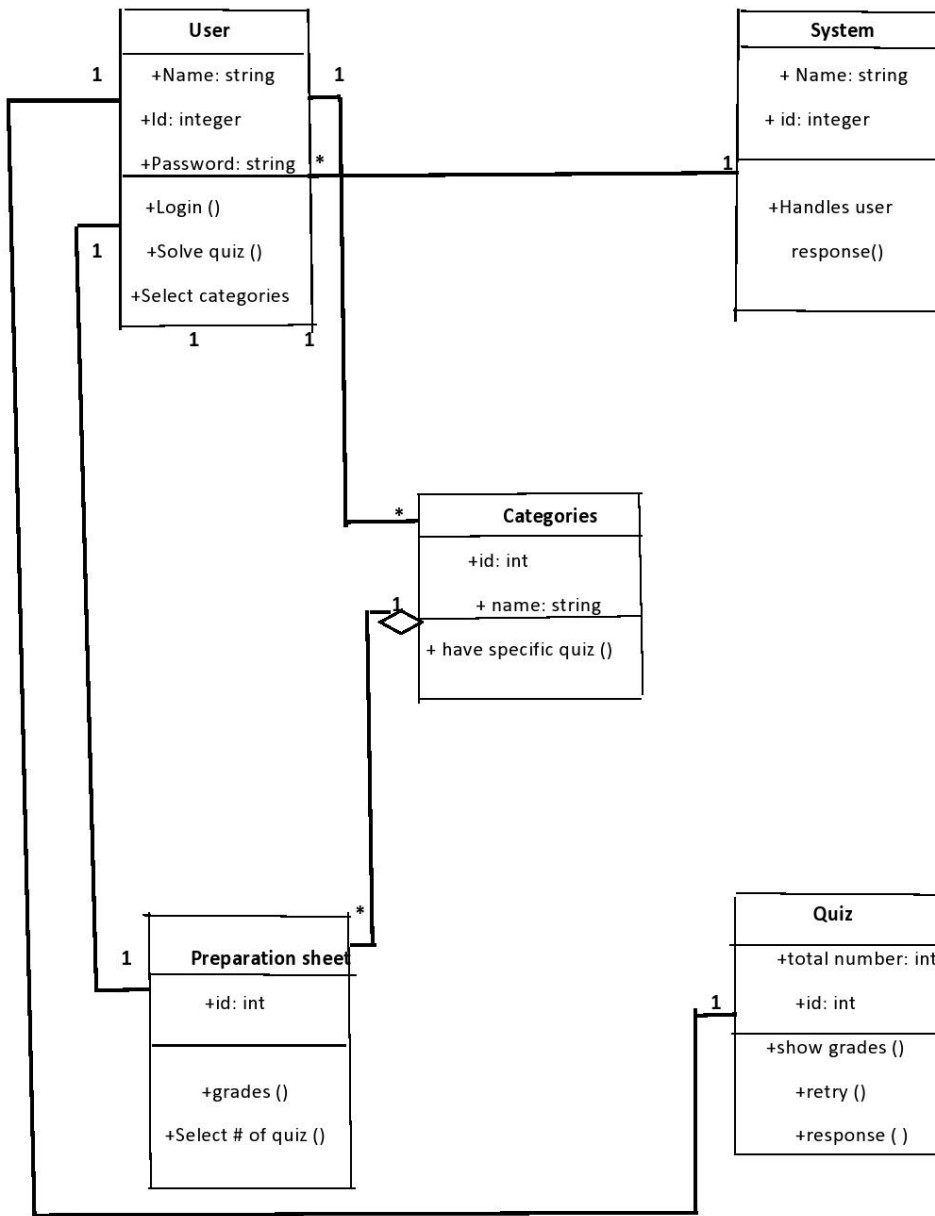 User
1
1
+Name: string
+Id: integer
+Password: string
*
+Login ()
1
+Solve quiz ()
+Select categories
1
1
System
+ Name: string
+ id: integer
1
+Handles user
response()
*
Categories
+id: int
1
+ name: string
+ have specific quiz ()
*
1
Preparation sheet
+id: int
+grades ()
+Select # of quiz ()
Quiz
+total number: int
1
+id: int
+show grades ()
+retry ()
+response ( )